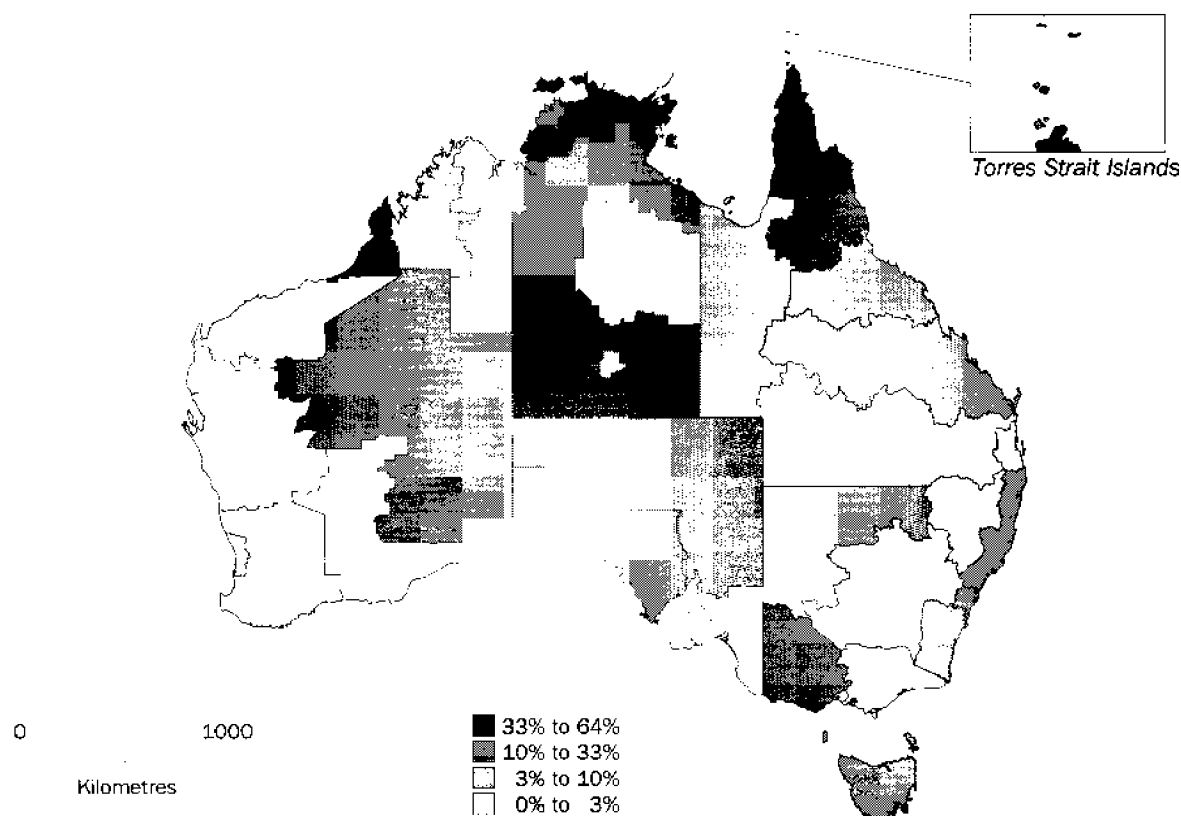 Torres Strait Islands
0 1000
Kilometres
33% to 64%
10% to 33%
3% to 10%
0% to 3%